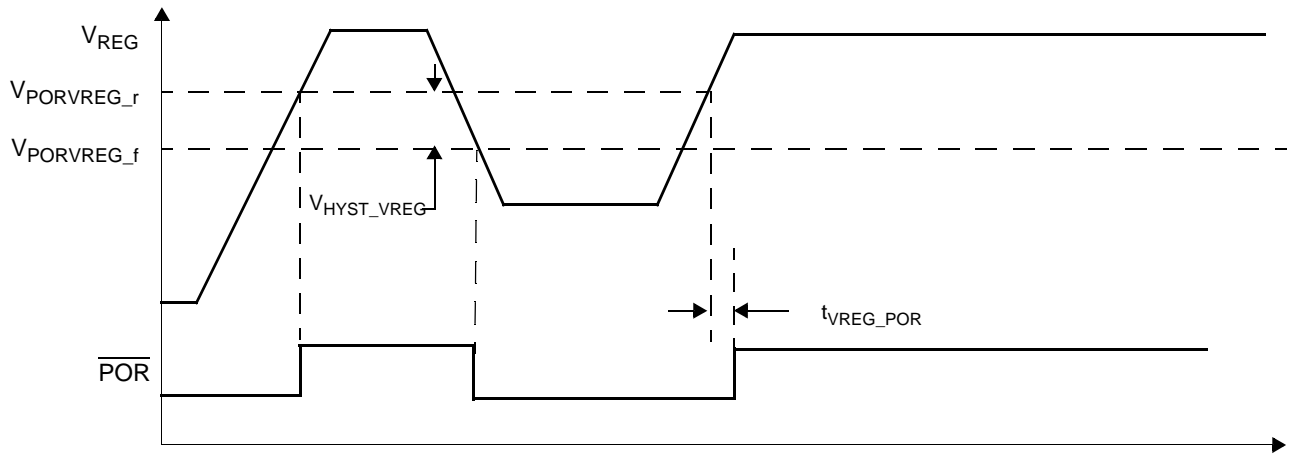 VREG
VPORVREG_r
VPORVREG_f
VHYST_VREG
tVREG_POR
POR